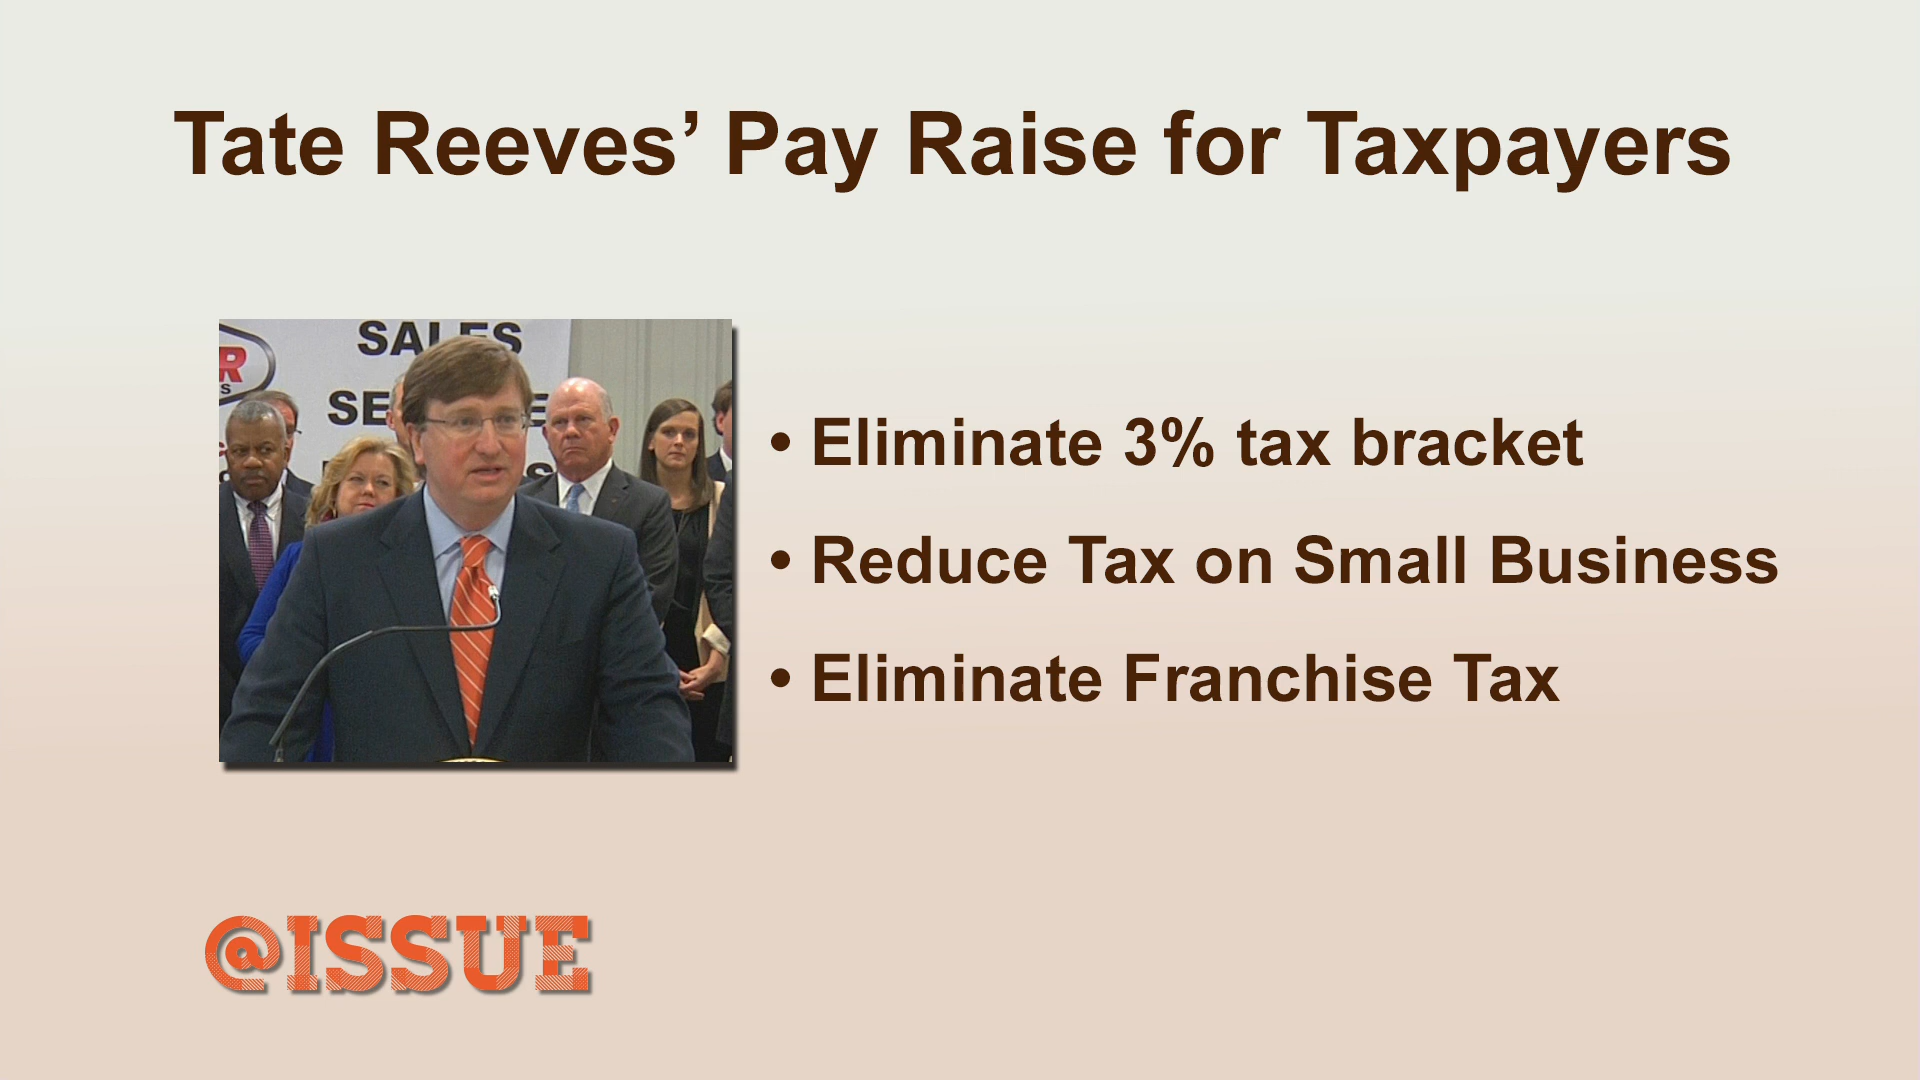 Tate Reeves’ Pay Raise for Taxpayers
SALES
R
S
SE
E
S
• Eliminate 3% tax bracket
• Reduce Tax on Small Business
• Eliminate Franchise Tax
@ISSUE